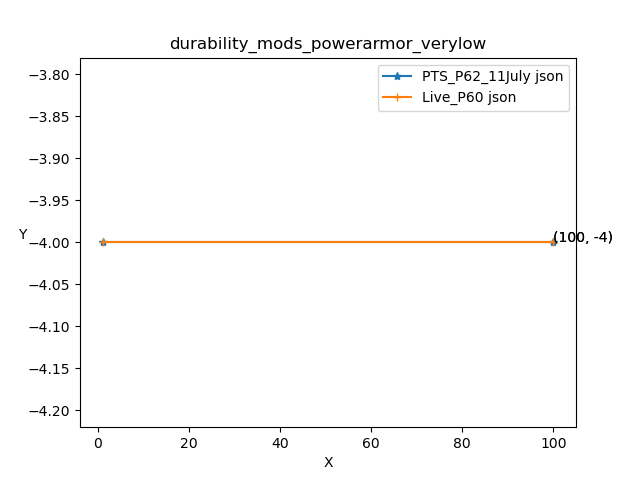 durability_mods_powerarmor_verylow
PTS_P62_11July json
Live_P60 json
−3.80
−3.85
−3.90
−3.95
Y
−4.00
(100, -4)
−4.05
−4.10
−4.15
−4.20
0 20 40 60 80 100
X